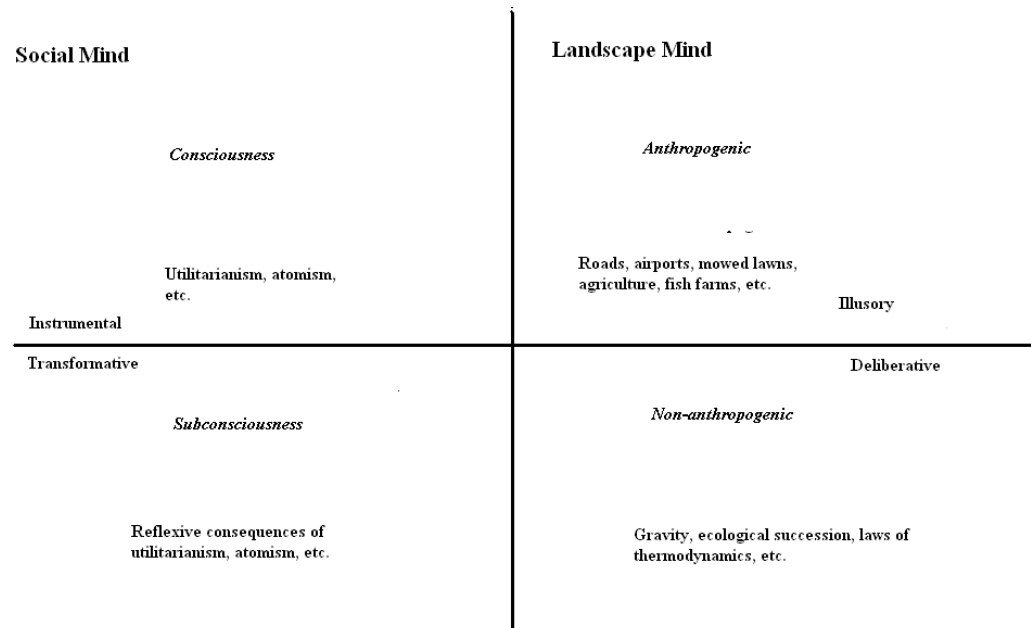 Social Mind
Landscape Mind
Consciousness
Anthropogenic
Utilitarianism, atomism,
etc.
Roads, airports, mowed lawns,
agriculture, fish farms, etc.
Instrumental
Illusory
Transformative
Deliberative
Subconsciousness
Non-anthropogenic
Reflexive consequences of
utilitarianism, atomism, etc.
Gravity, ecological succession, laws of
thermodynamics, etc.